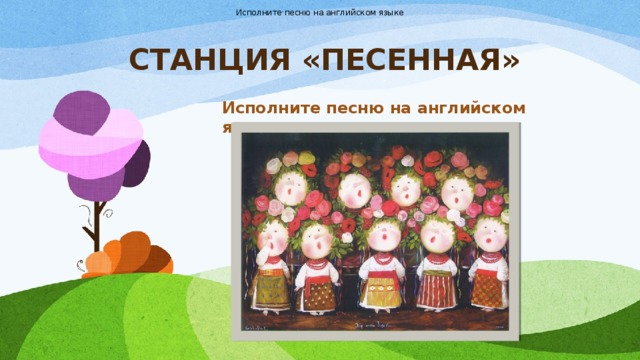 Исполните песню на английском языке
СТАНЦИЯ «ПЕСЕННАЯ»
Исполните песню на английском
я